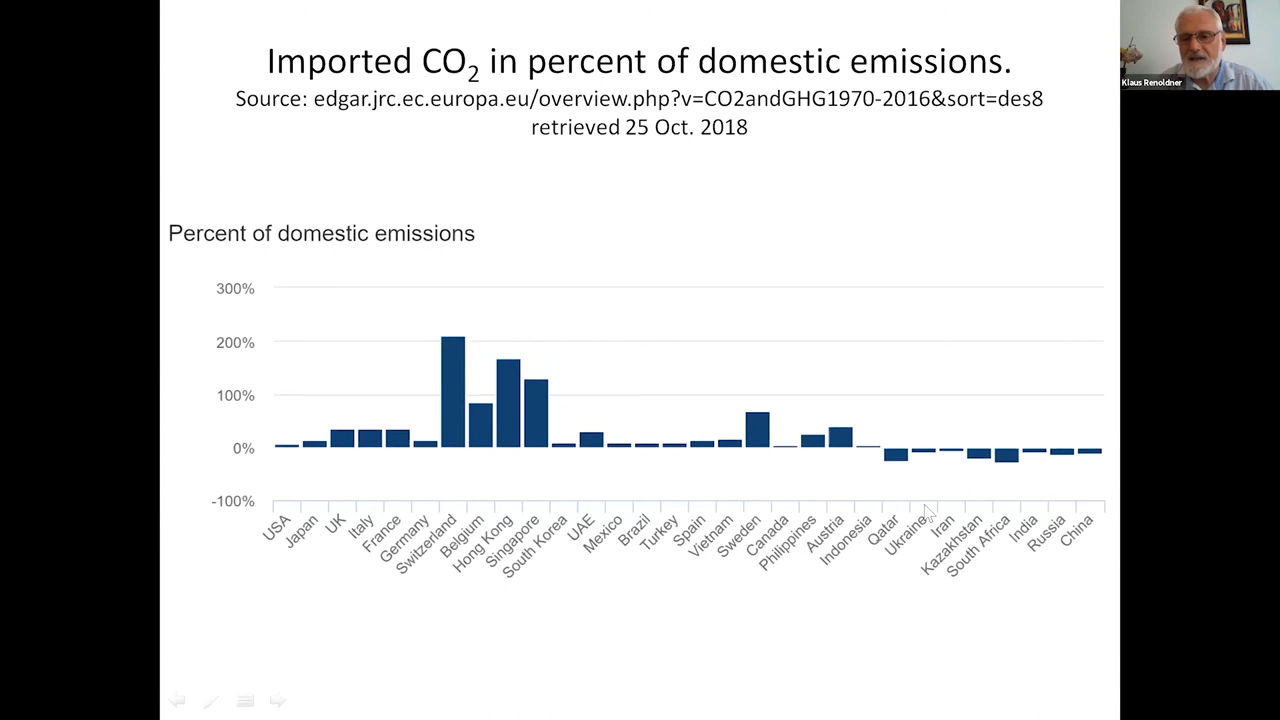 Imported CO₂ in percent of domestic emissions.
Source: edgar.jrc.ec.europa.eu/overview.php?v=CO2andGHG1970-2016&sort=des8
retrieved 25 Oct. 2018
Klaus Renoldner
Percent of domestic emissions
300%
200%
100%
0%
-100%
USA
Japan
UK
Italy
France
Germany
Switzerland
Belgium
Hong Kong
Singapore
South Korea
UAE
Mexico
Brazil
Turkey
Spain
Vietnam
Sweden
Canada
Philippines
Austria
Indonesia
Qatar
Ukraine
Iran
Kazakhstan
South Africa
India
Russia
China